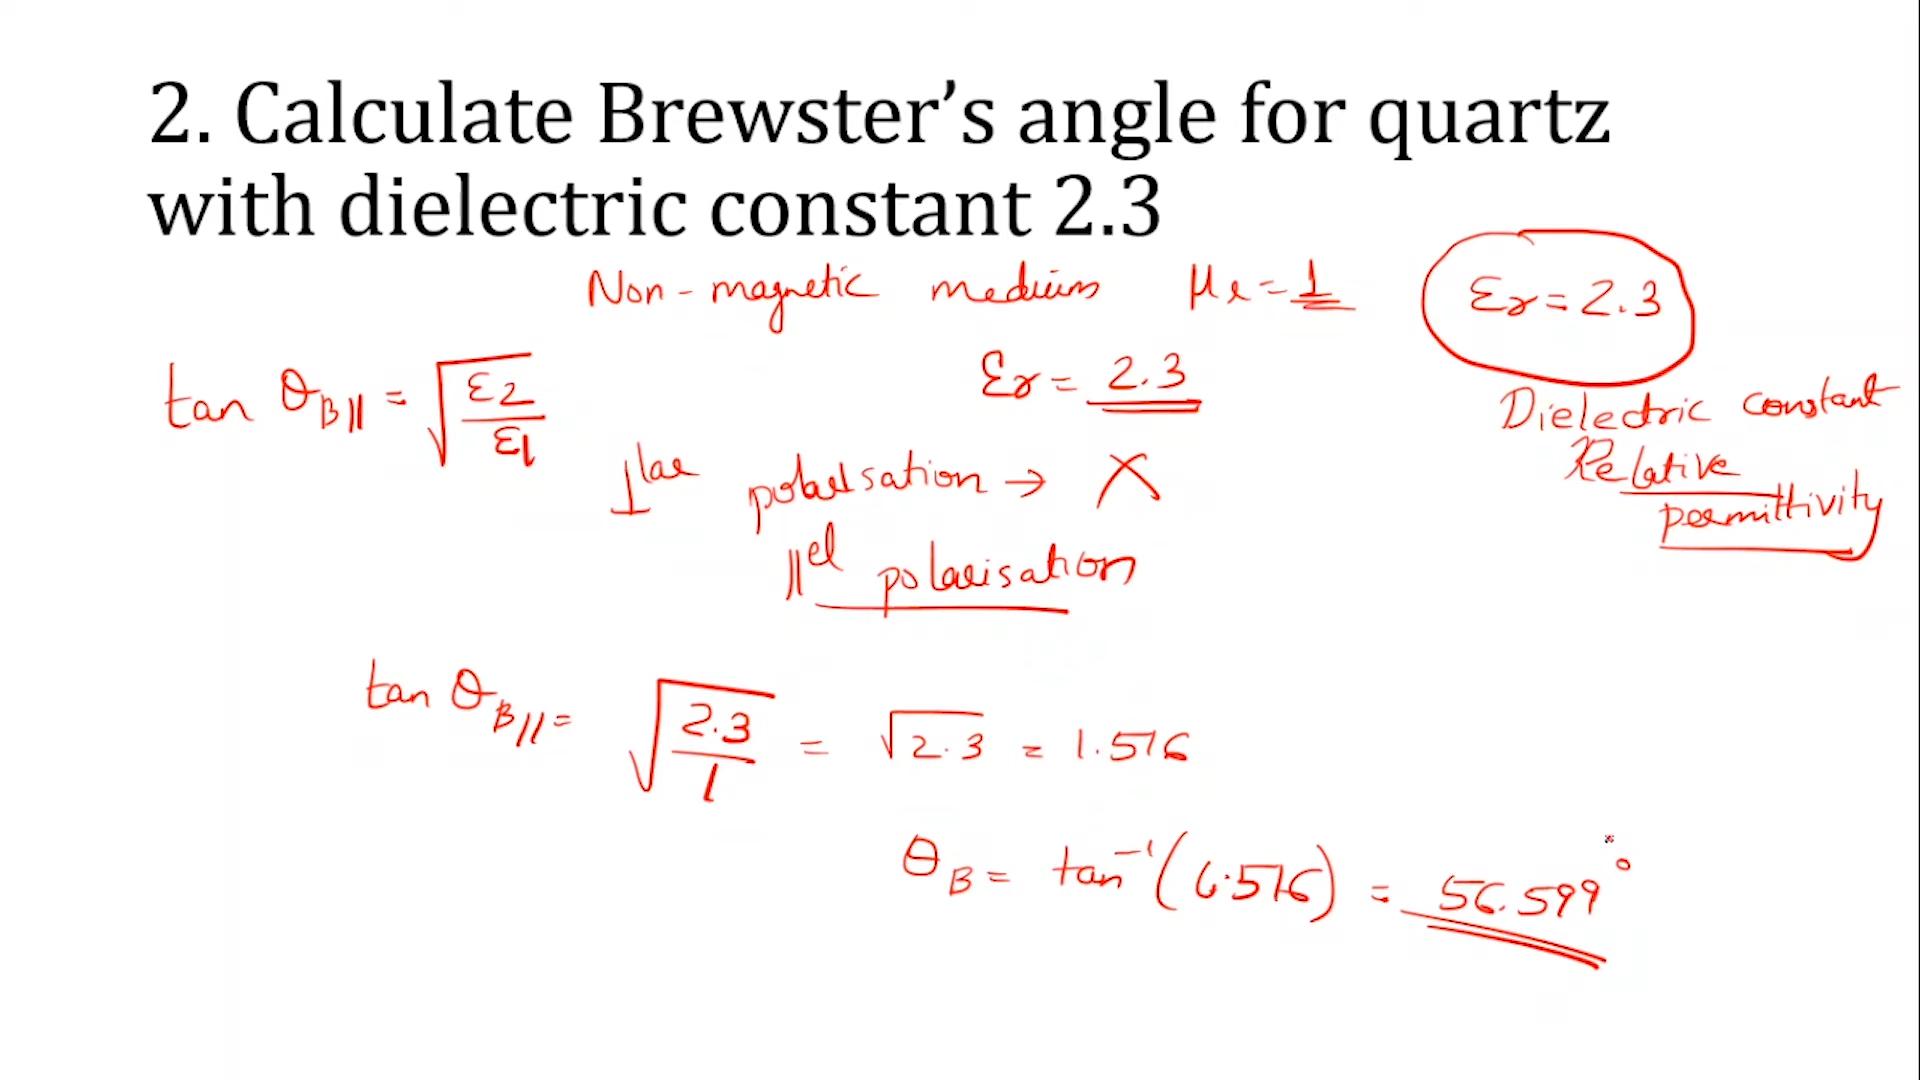 2. Calculate Brewster’s angle for quartz
with dielectric constant 2.3
Non-magnetic medium μr = 1
εr = 2.3
tan θB|| = √(ε2/ε1)
εr = 2.3
Dielectric constant
Relative
permittivity
⊥lar polarisation → X
||el polarisation
tan θB// = √(2.3/1) = √2.3 = 1.516
θB = tan⁻¹(1.516) = 56.599°